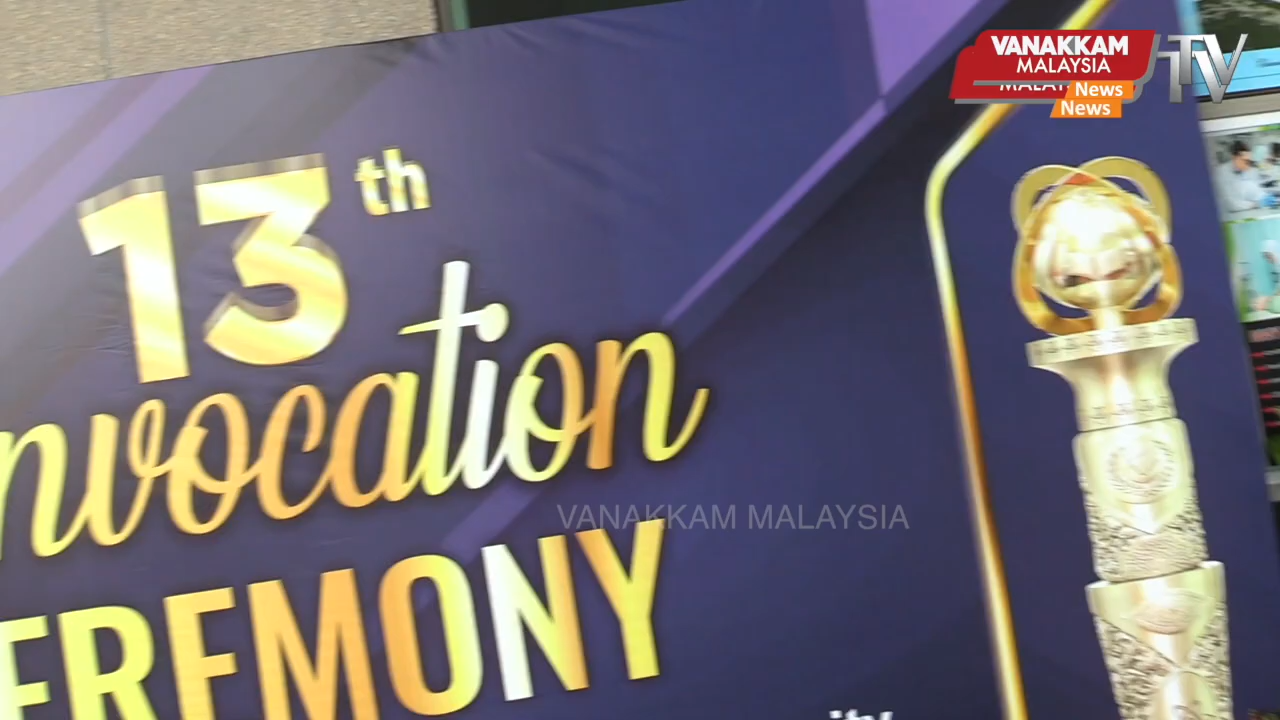 VANAKKAM
MALAYSIA
TV
News
News
13th
nvocation
VANAKKAM MALAYSIA
EREMONY